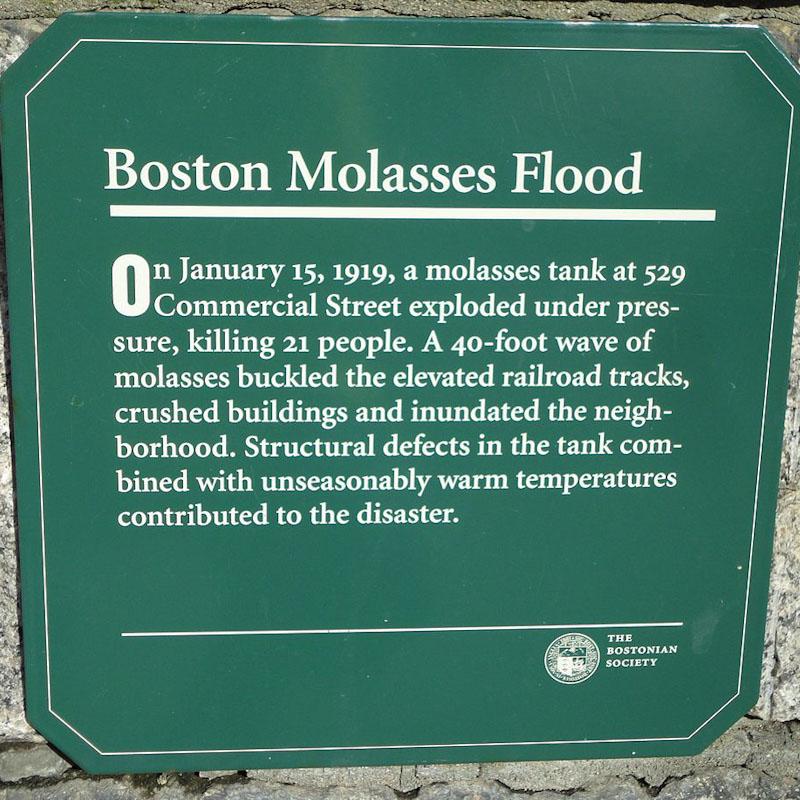 Boston Molasses Flood
On January 15, 1919, a molasses tank at 529
Commercial Street exploded under pres-
sure, killing 21 people. A 40-foot wave of
molasses buckled the elevated railroad tracks,
crushed buildings and inundated the neigh-
borhood. Structural defects in the tank com-
bined with unseasonably warm temperatures
contributed to the disaster.
THE
BOSTONIAN
SOCIETY